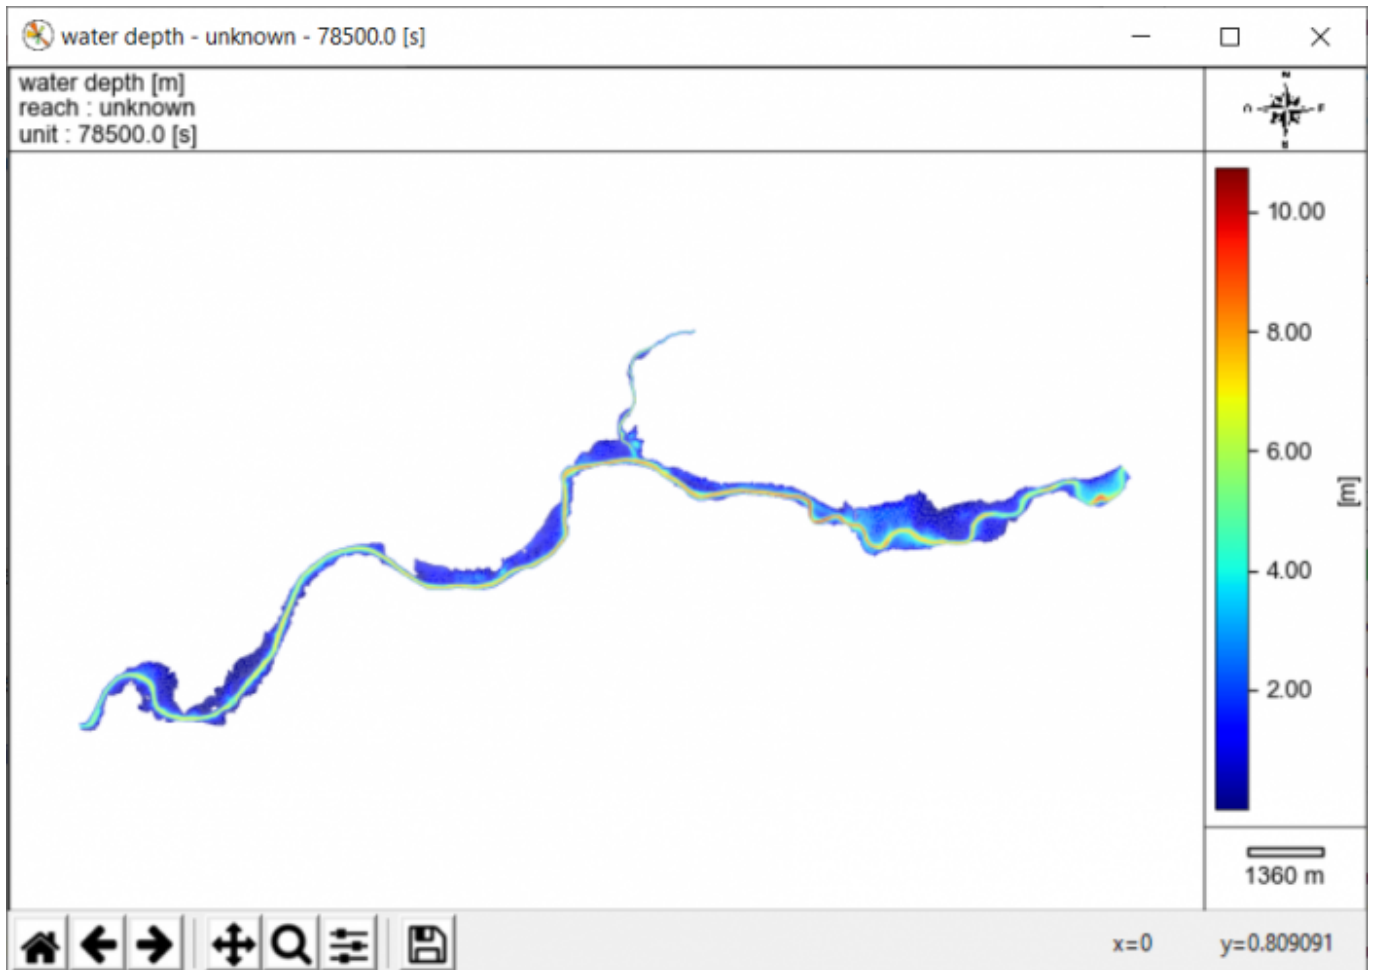 water depth - unknown - 78500.0 [s]
water depth [m]
reach : unknown
unit : 78500.0 [s]
N
E
10.00
8.00
6.00
[m]
4.00
2.00
1360 m
x=0 y=0.809091